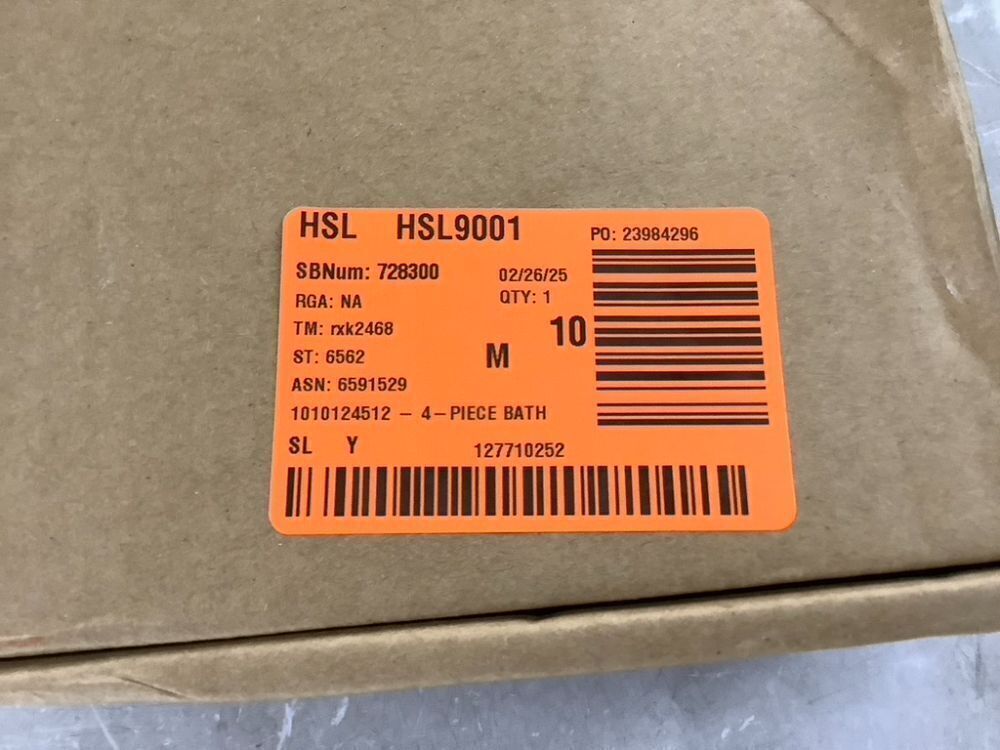 HSL HSL9001
PO: 23984296
SBNum: 728300
02/26/25
RGA: NA
QTY: 1
TM: rxk2468
10
ST: 6562
M
ASN: 6591529
1010124512 - 4-PIECE BATH
SL Y
127710252